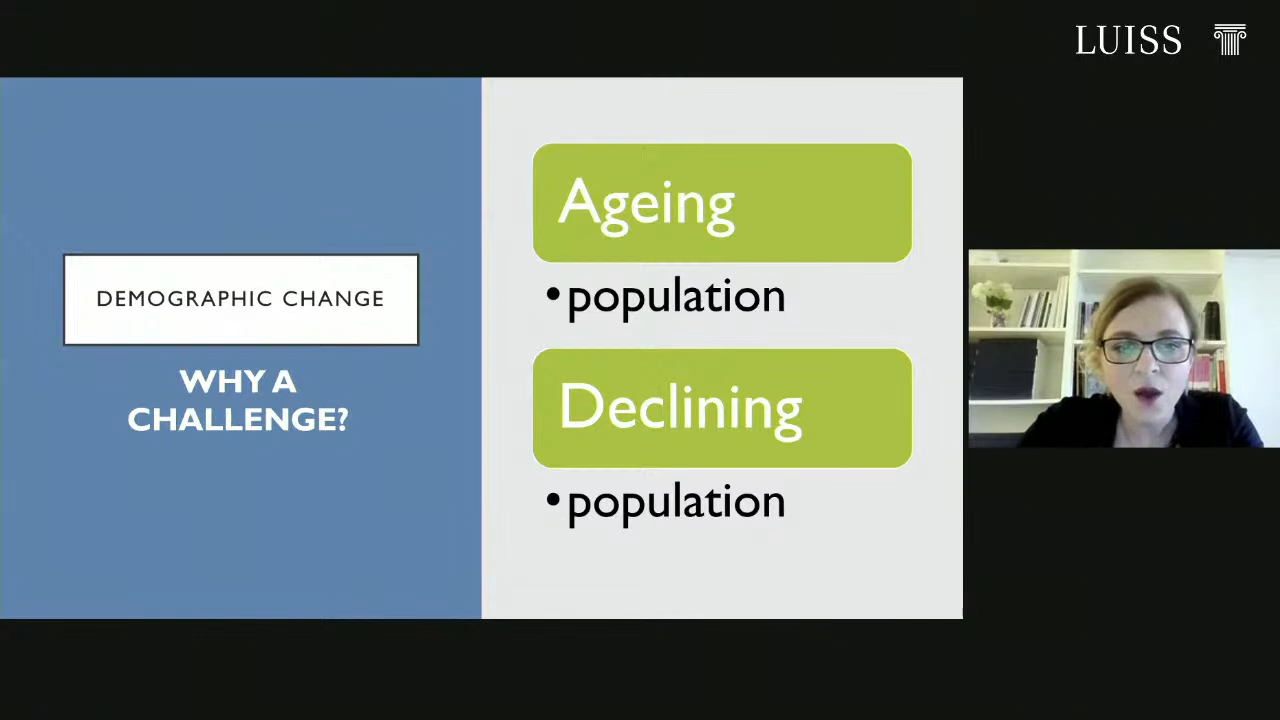 LUISS
DEMOGRAPHIC CHANGE
WHY A
CHALLENGE?
Ageing
•population
Declining
•population